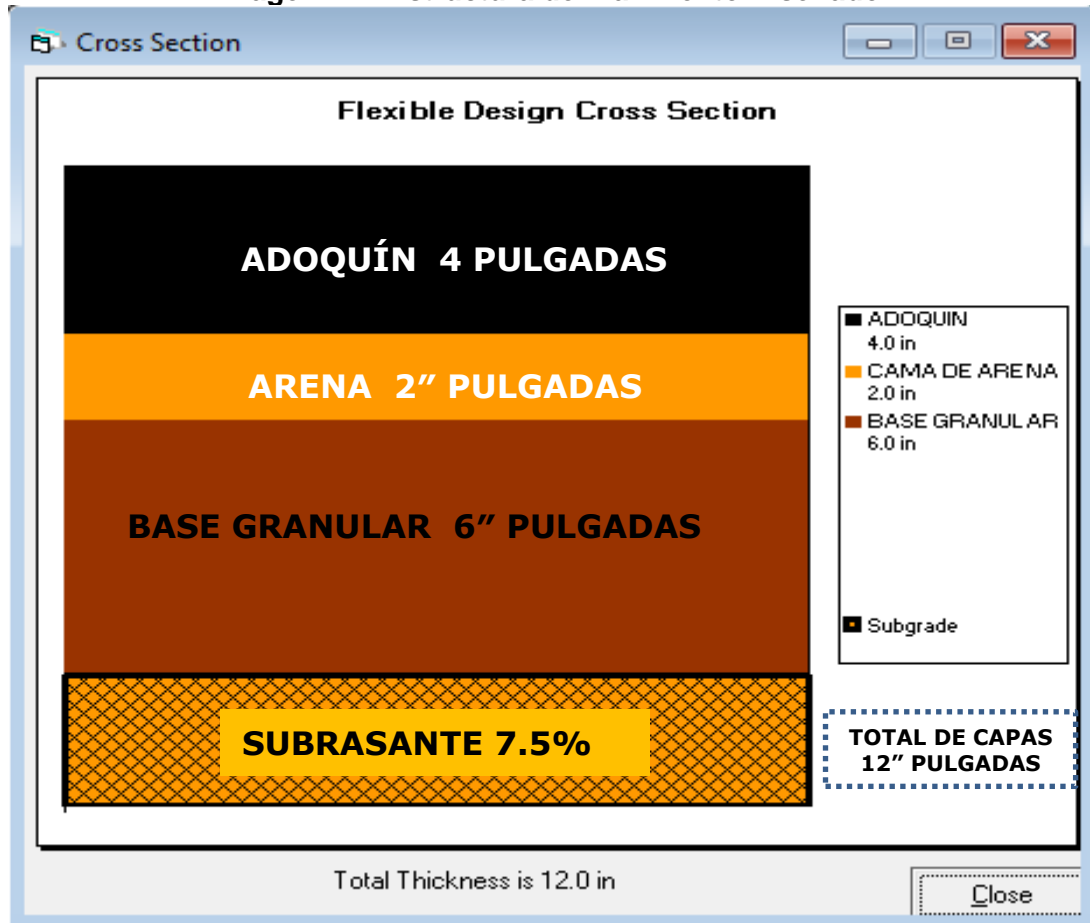 Cross Section
Flexible Design Cross Section
ADOQUÍN 4 PULGADAS
ARENA 2” PULGADAS
BASE GRANULAR 6” PULGADAS
SUBRASANTE 7.5%
ADOQUIN
4.0 in
CAMA DE ARENA
2.0 in
BASE GRANULAR
6.0 in
Subgrade
TOTAL DE CAPAS
12” PULGADAS
Total Thickness is 12.0 in
Close